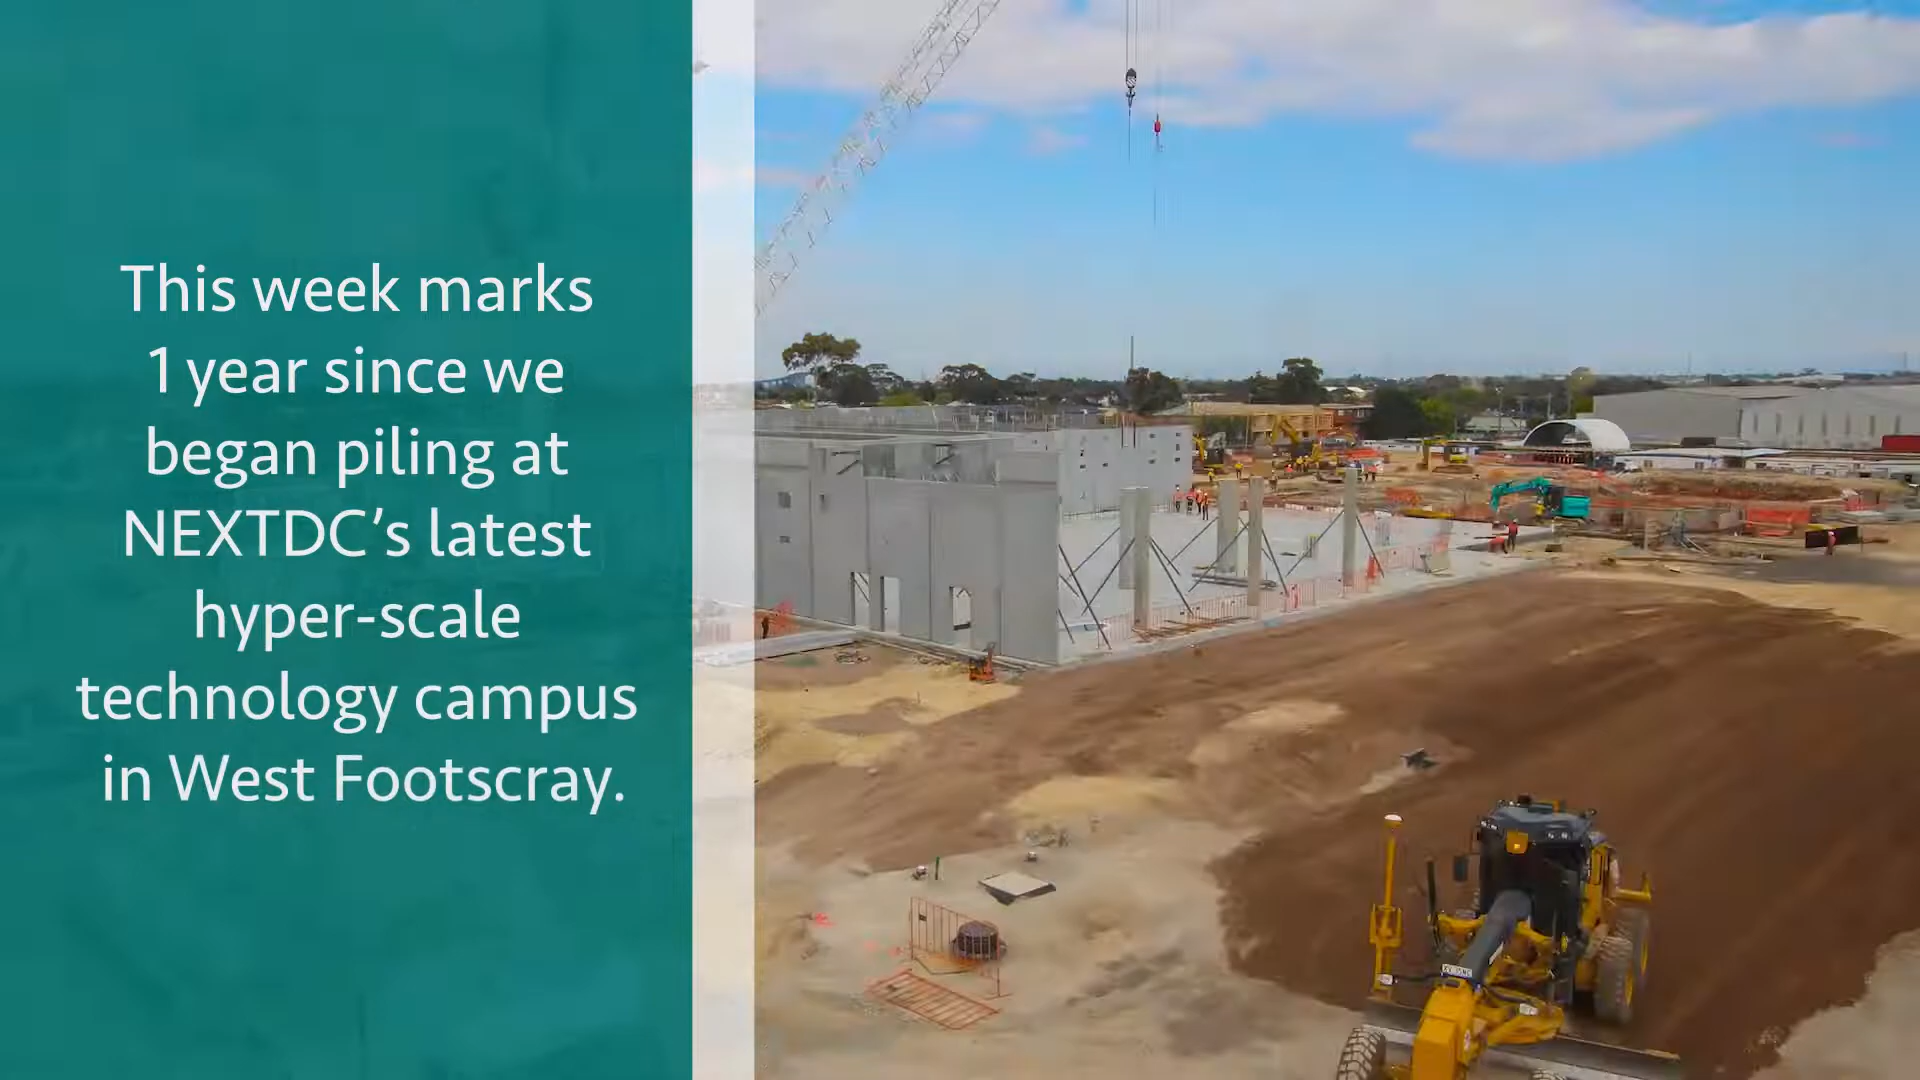 This week marks
1 year since we
began piling at
NEXTDC’s latest
hyper-scale
technology campus
in West Footscray.